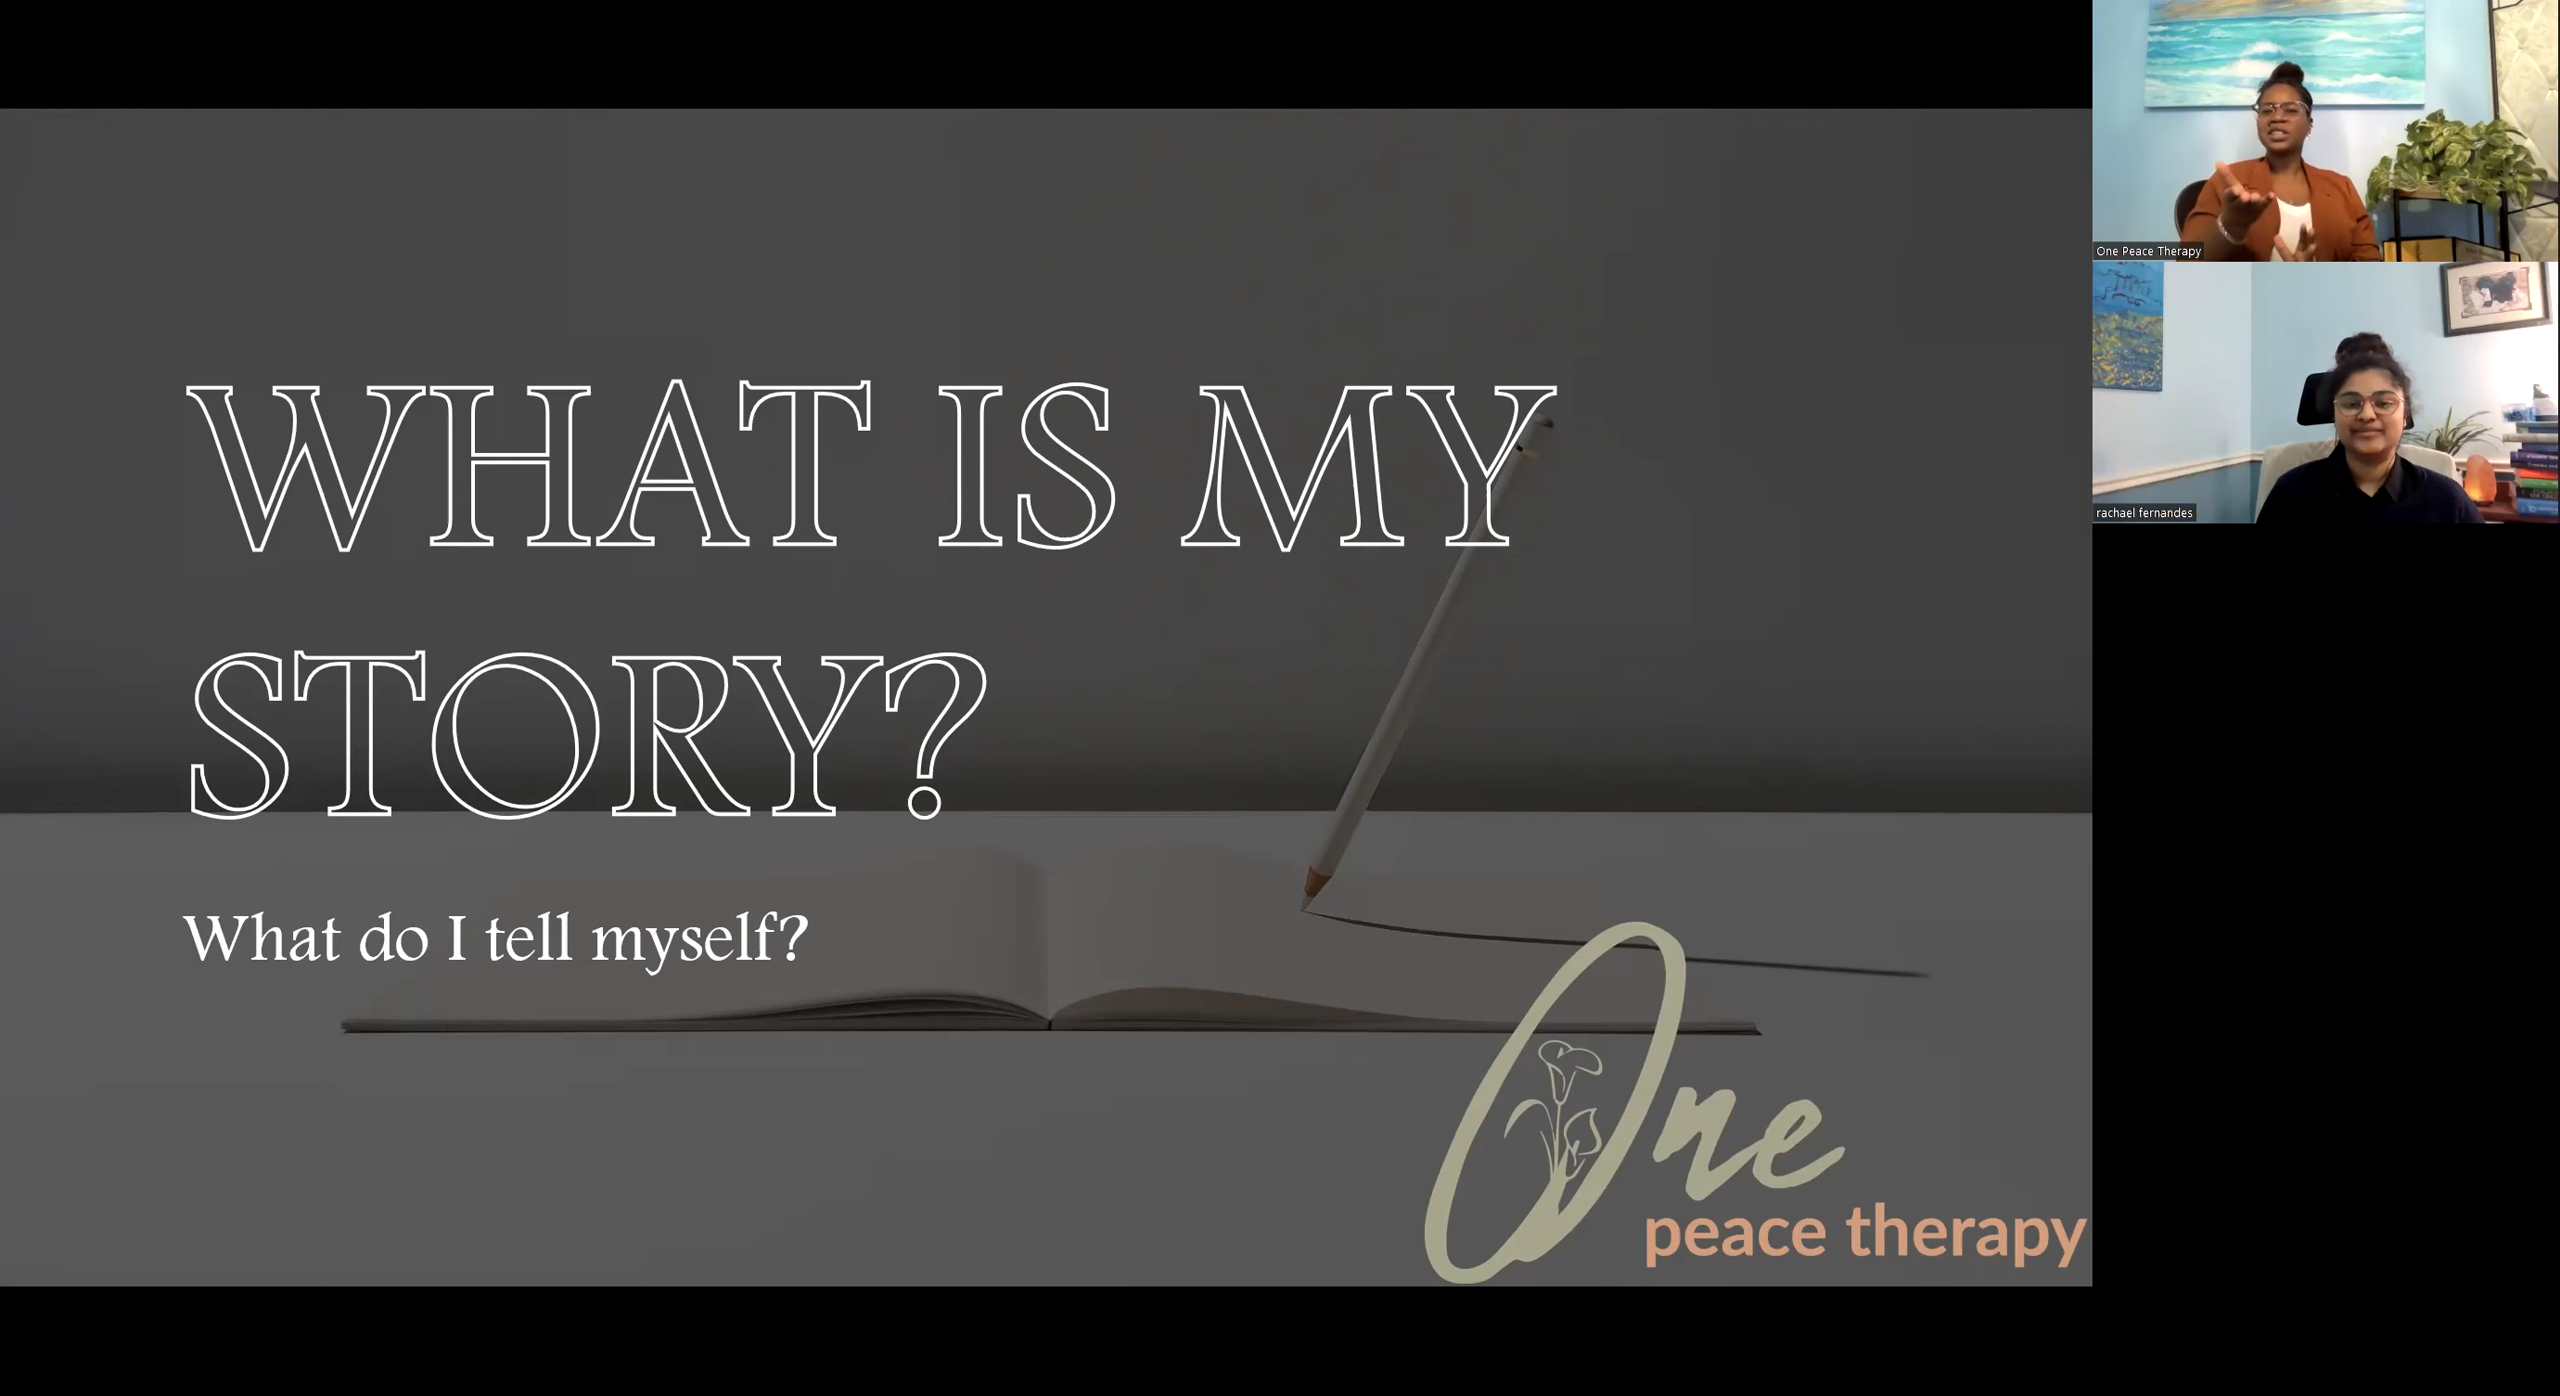 WHAT IS MY
STORY?
What do I tell myself?
One
peace therapy
One Peace Therapy
rachael fernandes